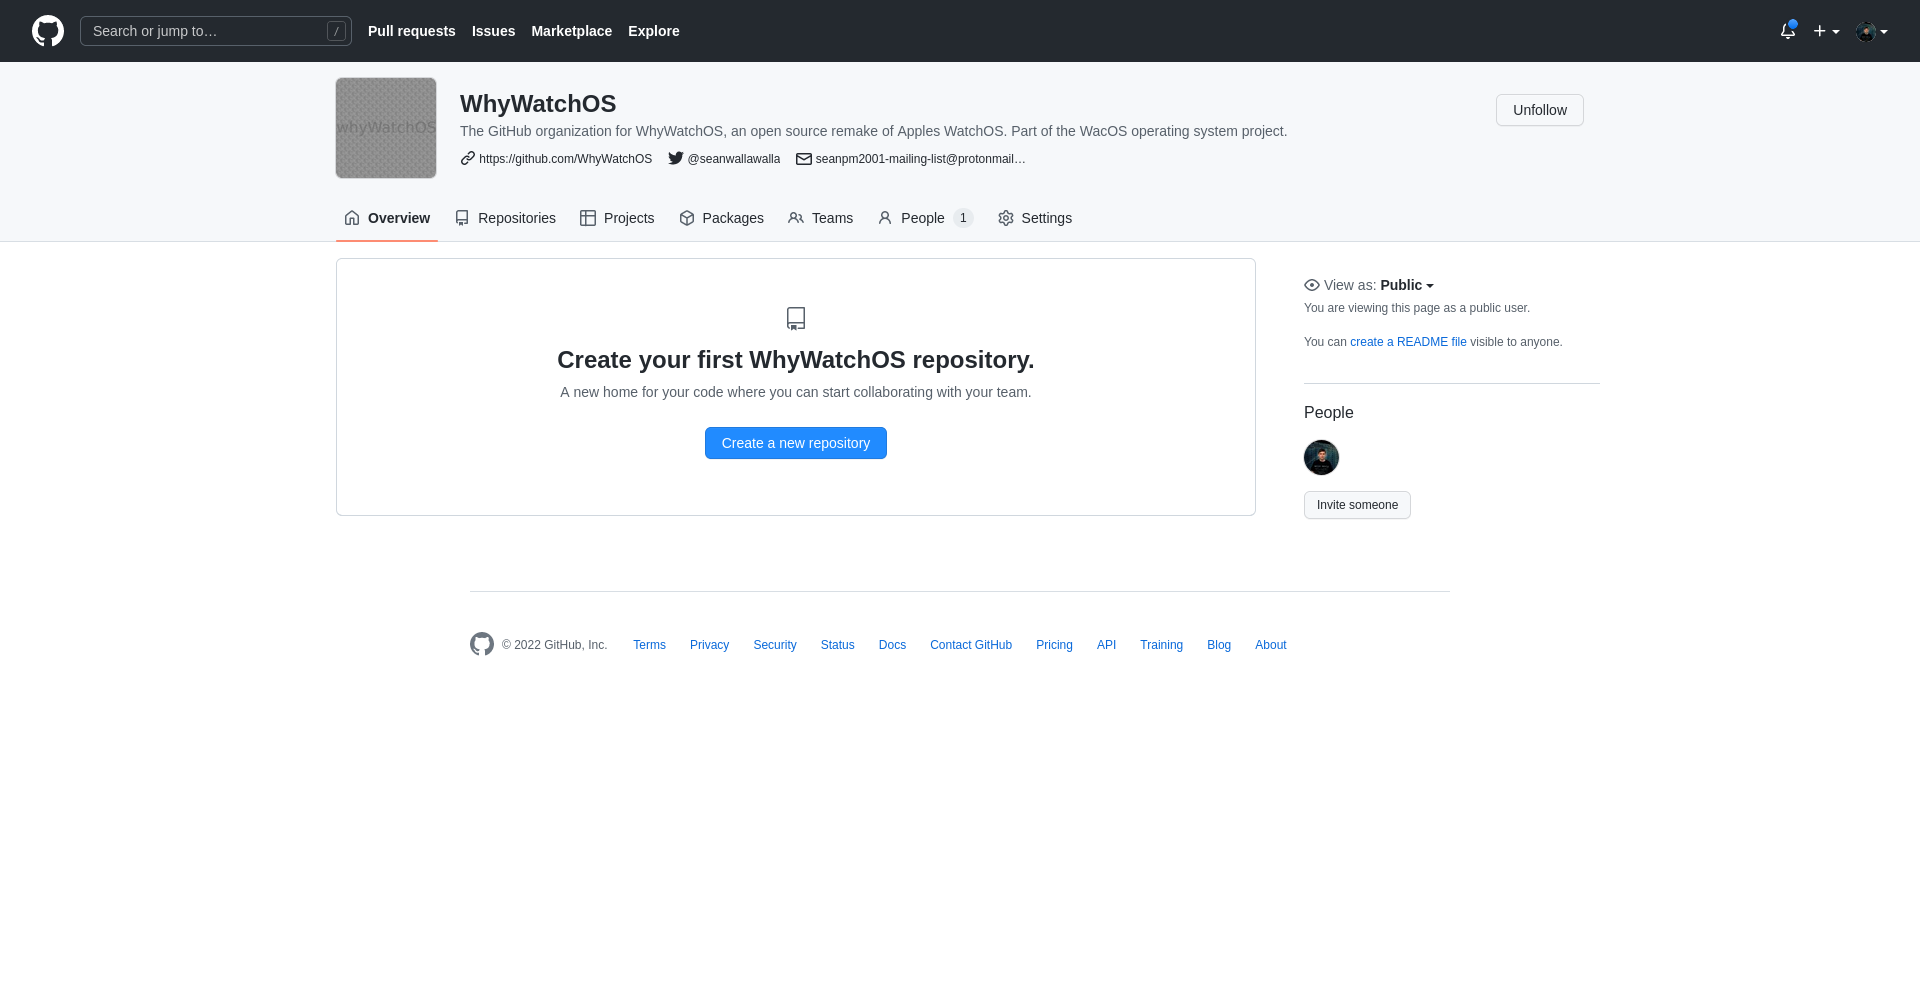 Search or jump to…
/
Pull requests
Issues
Marketplace
Explore
whyWatchOS
WhyWatchOS
The GitHub organization for WhyWatchOS, an open source remake of Apples WatchOS. Part of the WacOS operating system project.
https://github.com/WhyWatchOS
@seanwallawalla
seanpm2001-mailing-list@protonmail…
Unfollow
Overview
Repositories
Projects
Packages
Teams
People 1
Settings
Create your first WhyWatchOS repository.
A new home for your code where you can start collaborating with your team.
Create a new repository
View as: Public
You are viewing this page as a public user.
You can create a README file visible to anyone.
People
Invite someone
© 2022 GitHub, Inc.
Terms
Privacy
Security
Status
Docs
Contact GitHub
Pricing
API
Training
Blog
About